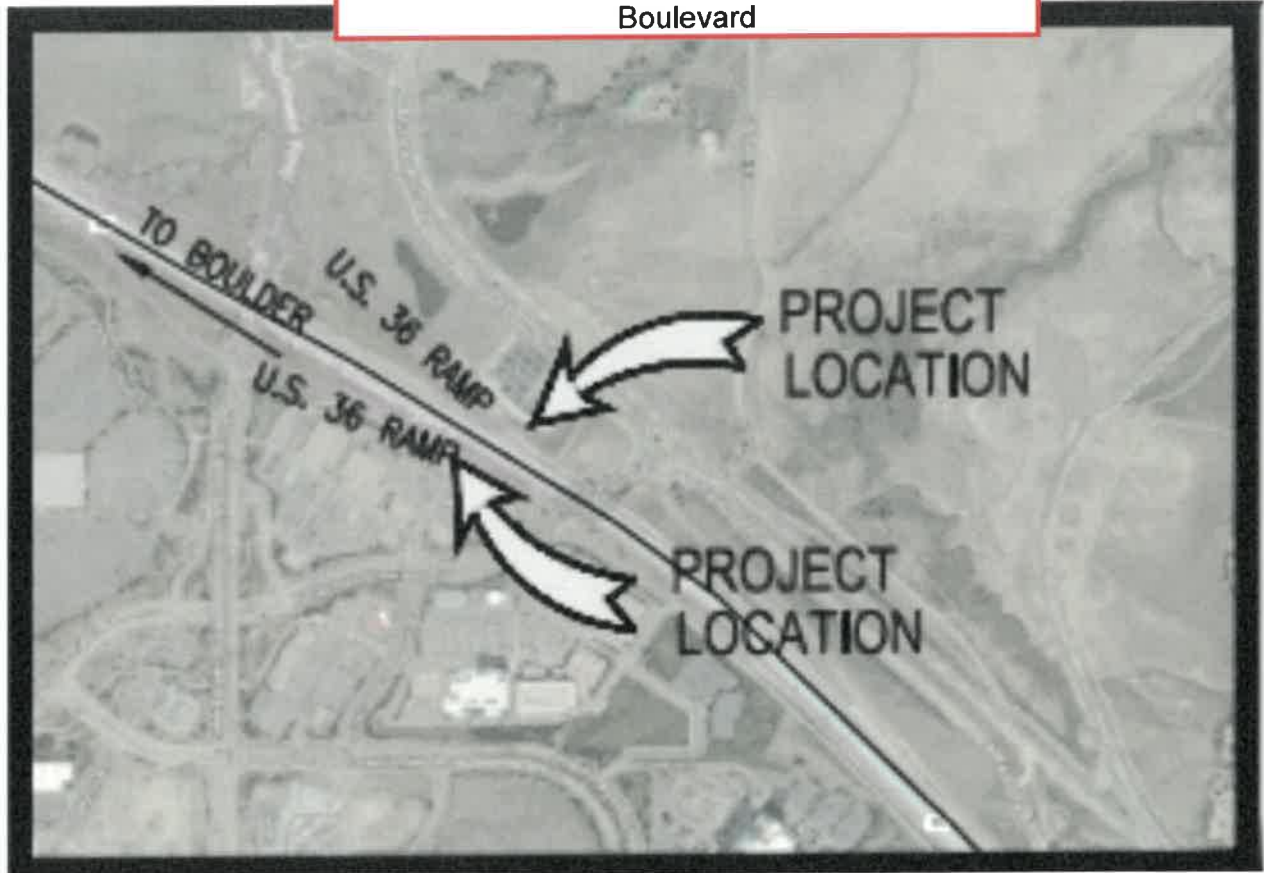 Boulevard
TO BOULDER
U.S. 36 RAMP
U.S. 36 RAMP
PROJECT
LOCATION
PROJECT
LOCATION